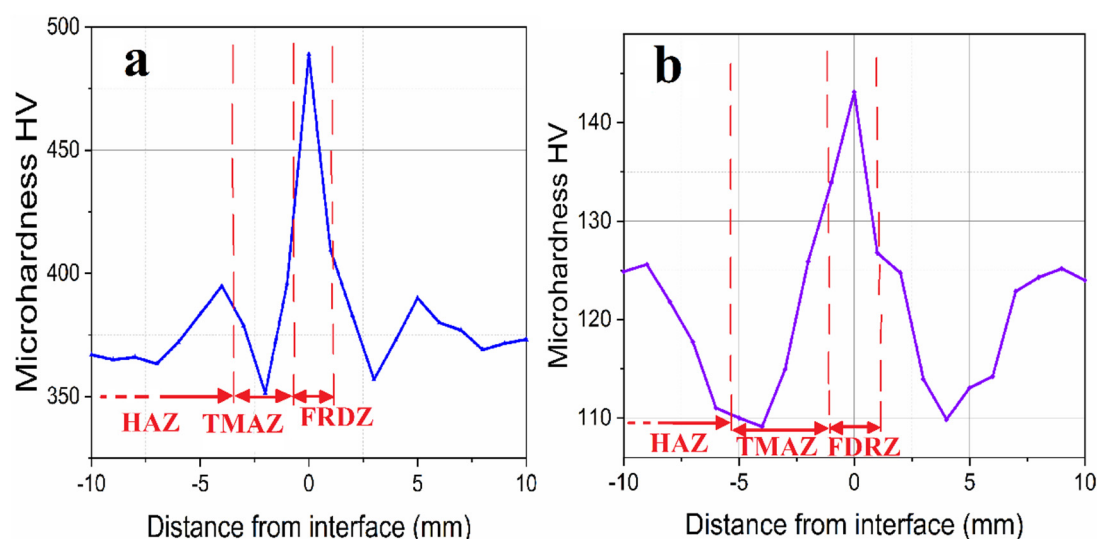 a
Microhardness HV
500
450
400
350
HAZ
TMAZ
FRDZ
-10
-5
0
5
10
Distance from interface (mm)
b
Microhardness HV
140
130
120
110
HAZ
TMAZ
FDRZ
-10
-5
0
5
10
Distance from interface (mm)